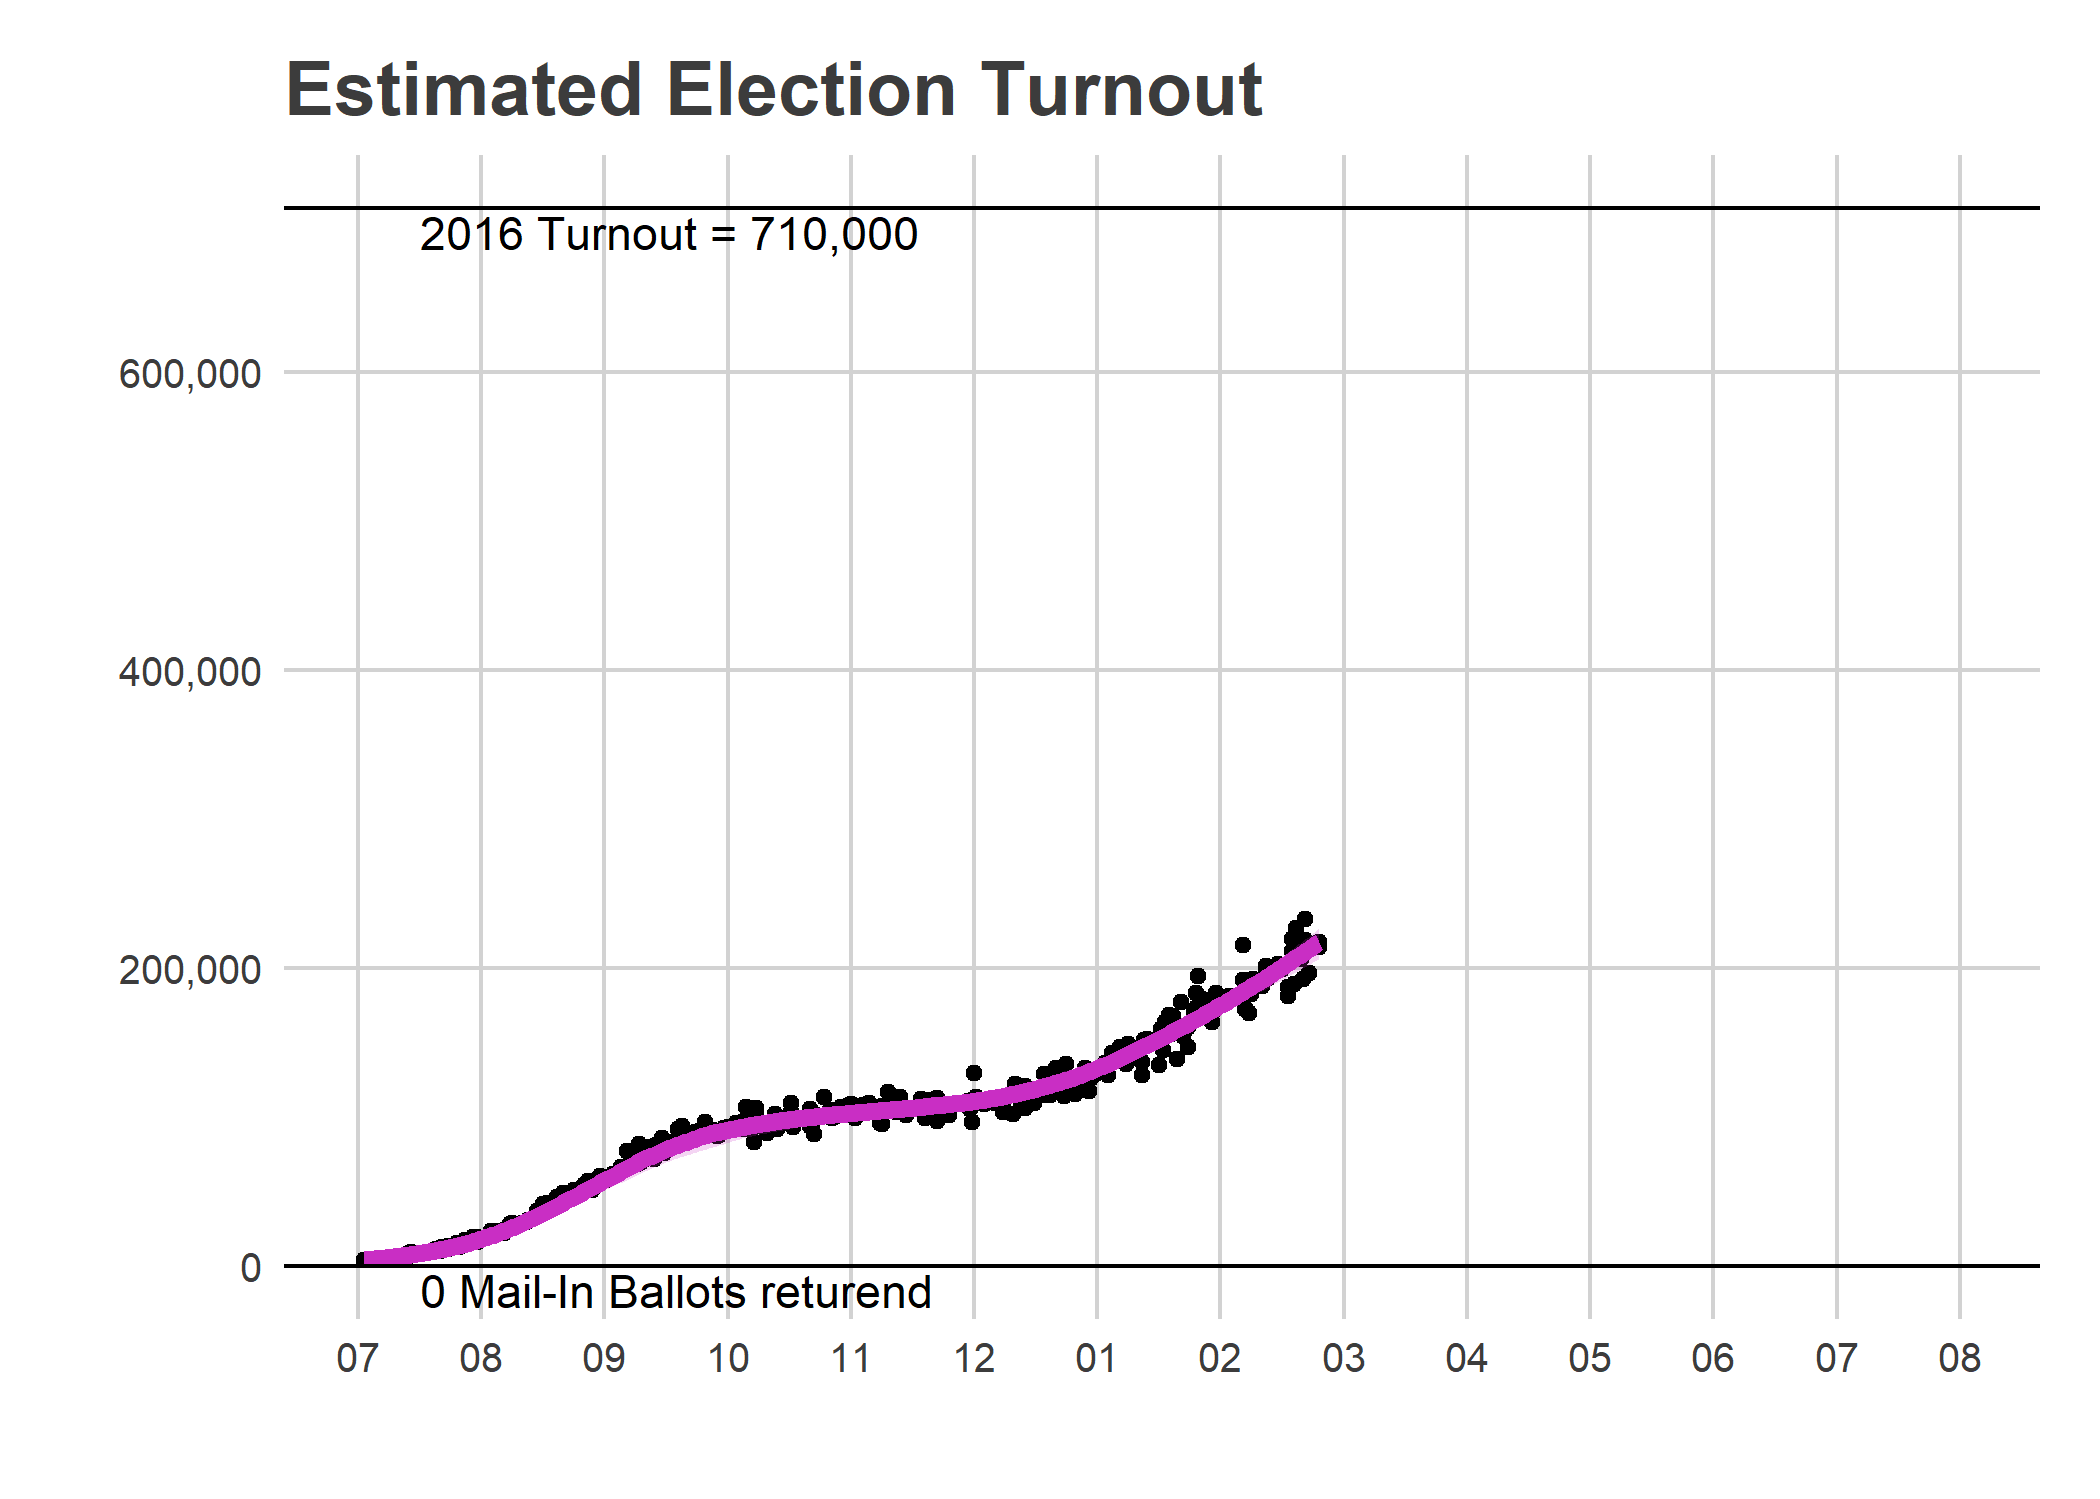 Estimated Election Turnout
2016 Turnout = 710,000
600,000
400,000
200,000
0
0 Mail-In Ballots returend
07 08 09 10 11 12 01 02 03 04 05 06 07 08